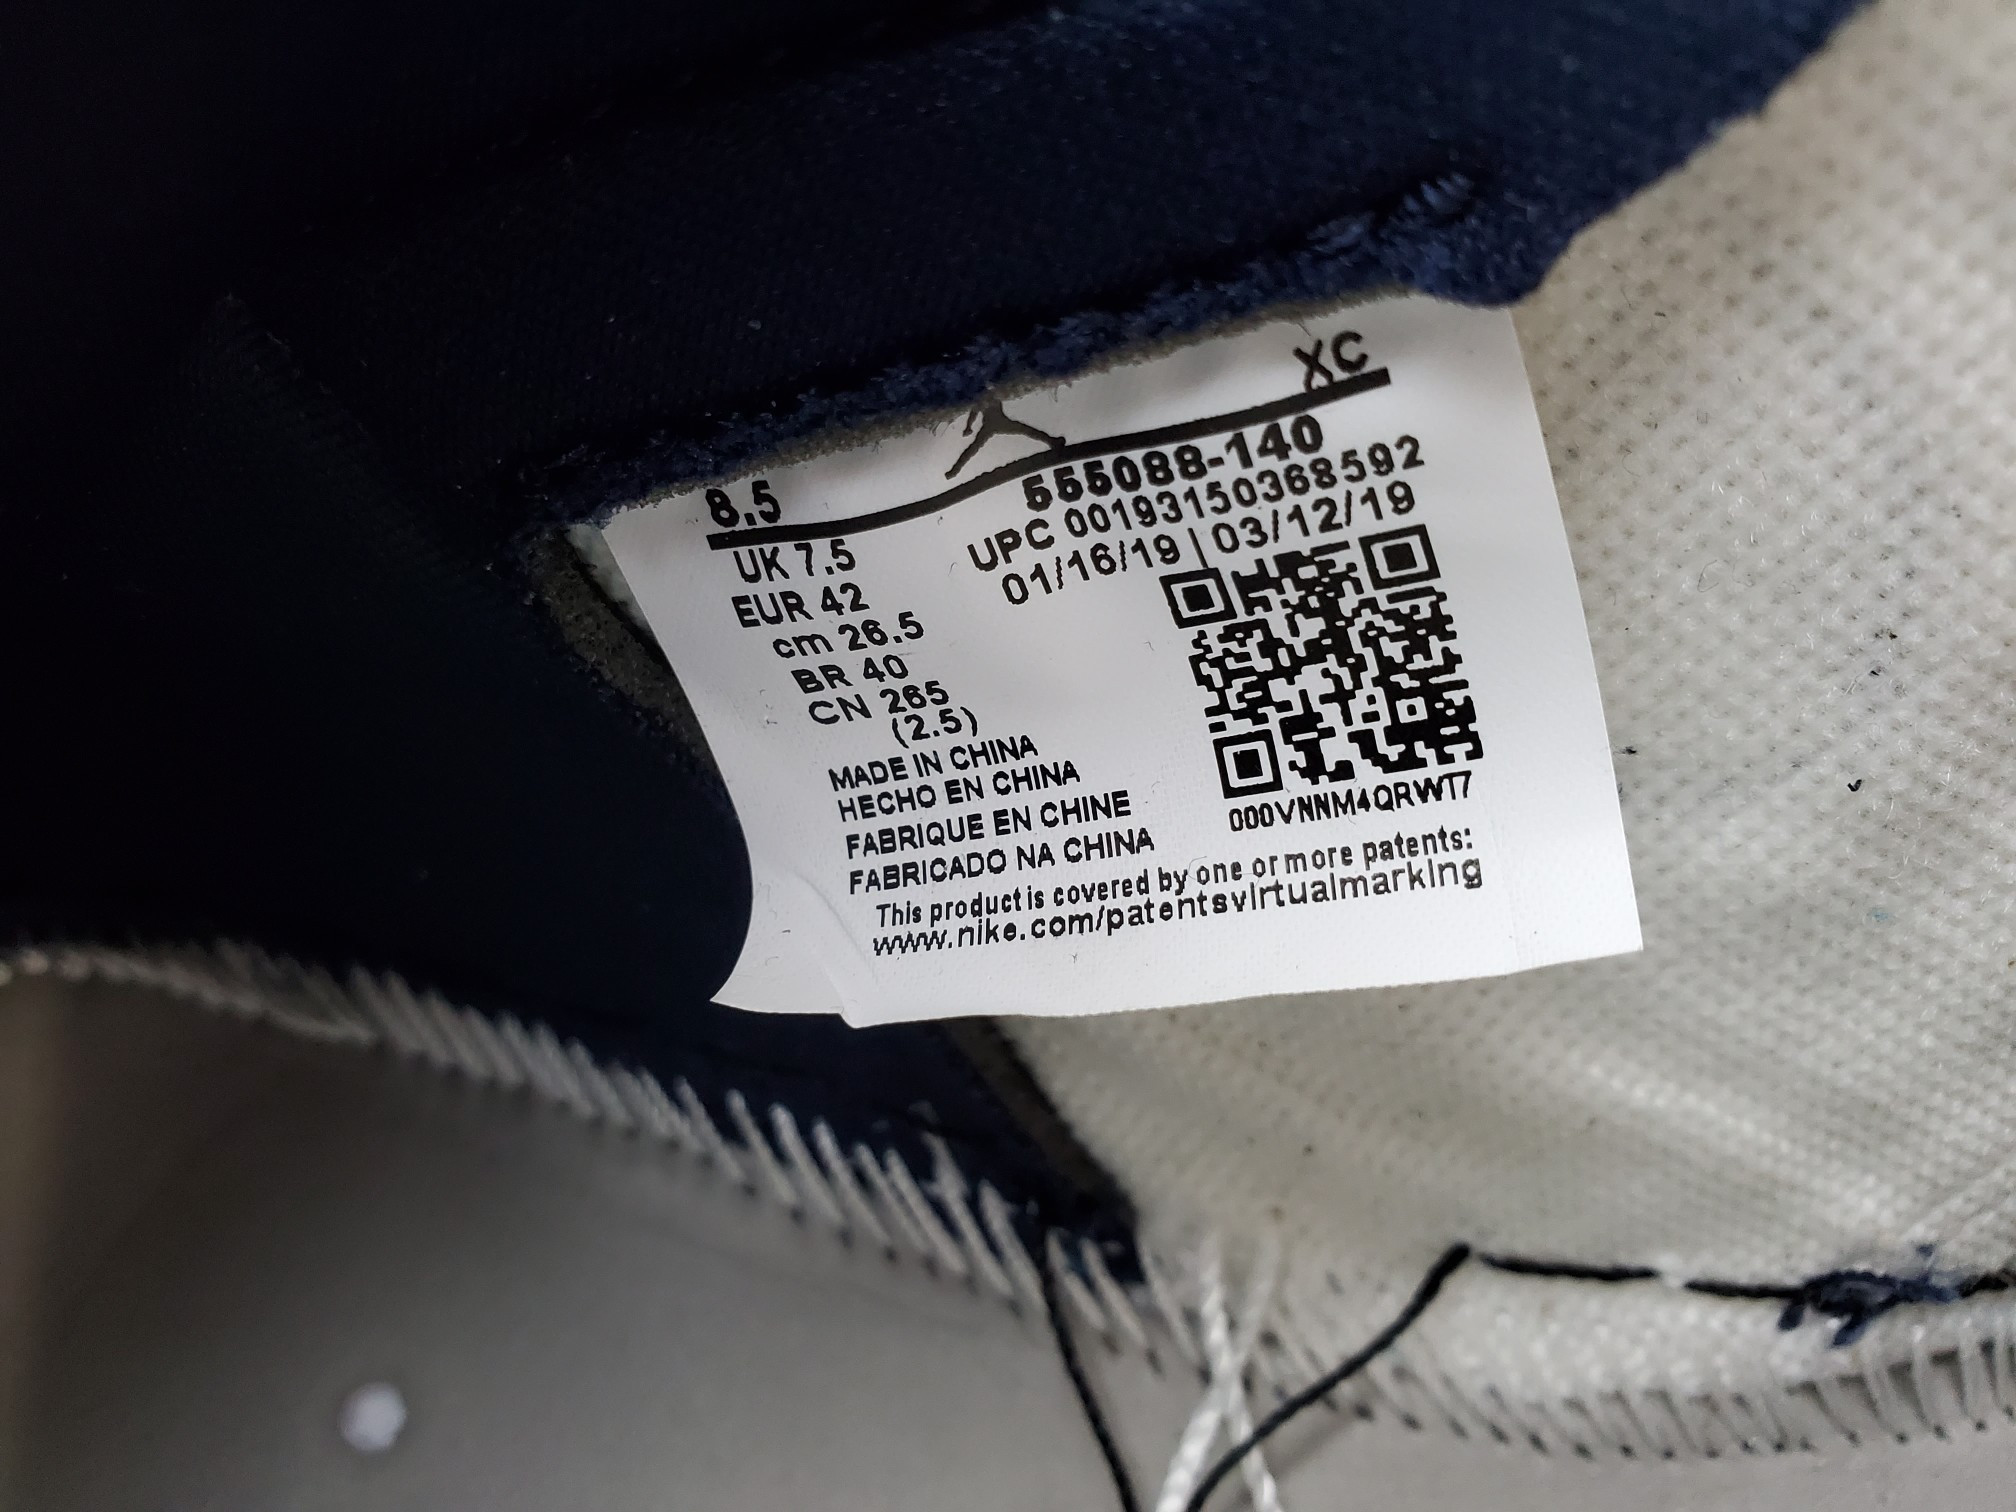 XC
8.5
555088-140
UPC 00193150368592
01/16/19 | 03/12/19
UK 7.5
EUR 42
cm 26.5
BR 40
CN 265
(2.5)
MADE IN CHINA
HECHO EN CHINA
FABRIQUE EN CHINE
FABRICADO NA CHINA
000VNNM4QRWT7
This product is covered by one or more patents:
www.nike.com/patentsvirtualmarking